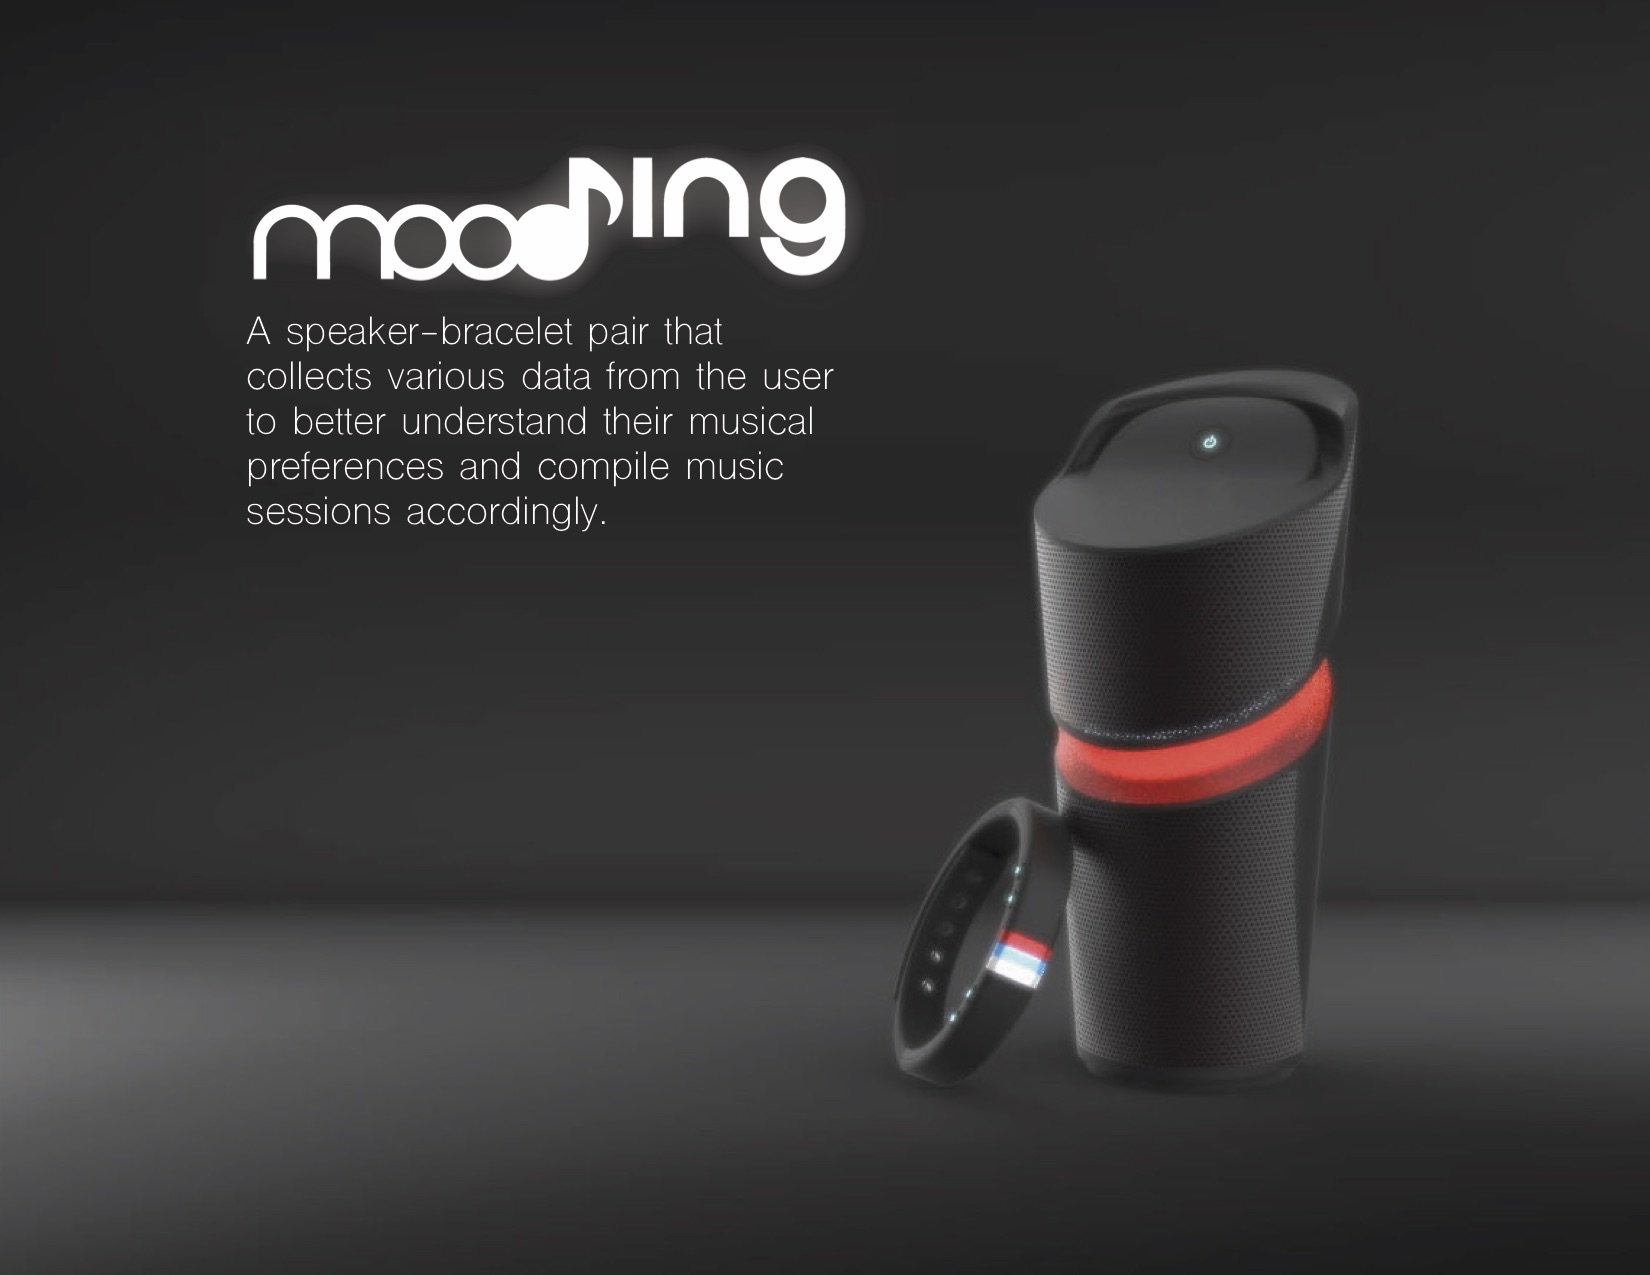 mooding
A speaker-bracelet pair that
collects various data from the user
to better understand their musical
preferences and compile music
sessions accordingly.